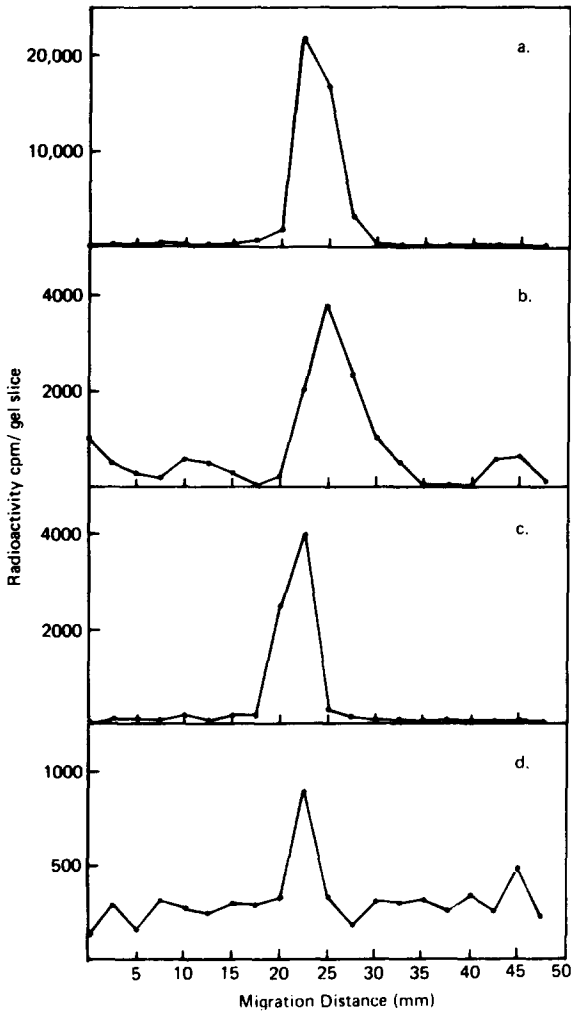 a.
20,000
10,000
b.
4000
2000
c.
4000
2000
d.
1000
500
5 10 15 20 25 30 35 40 45 50
Migration Distance (mm)
Radioactivity cpm/ gel slice